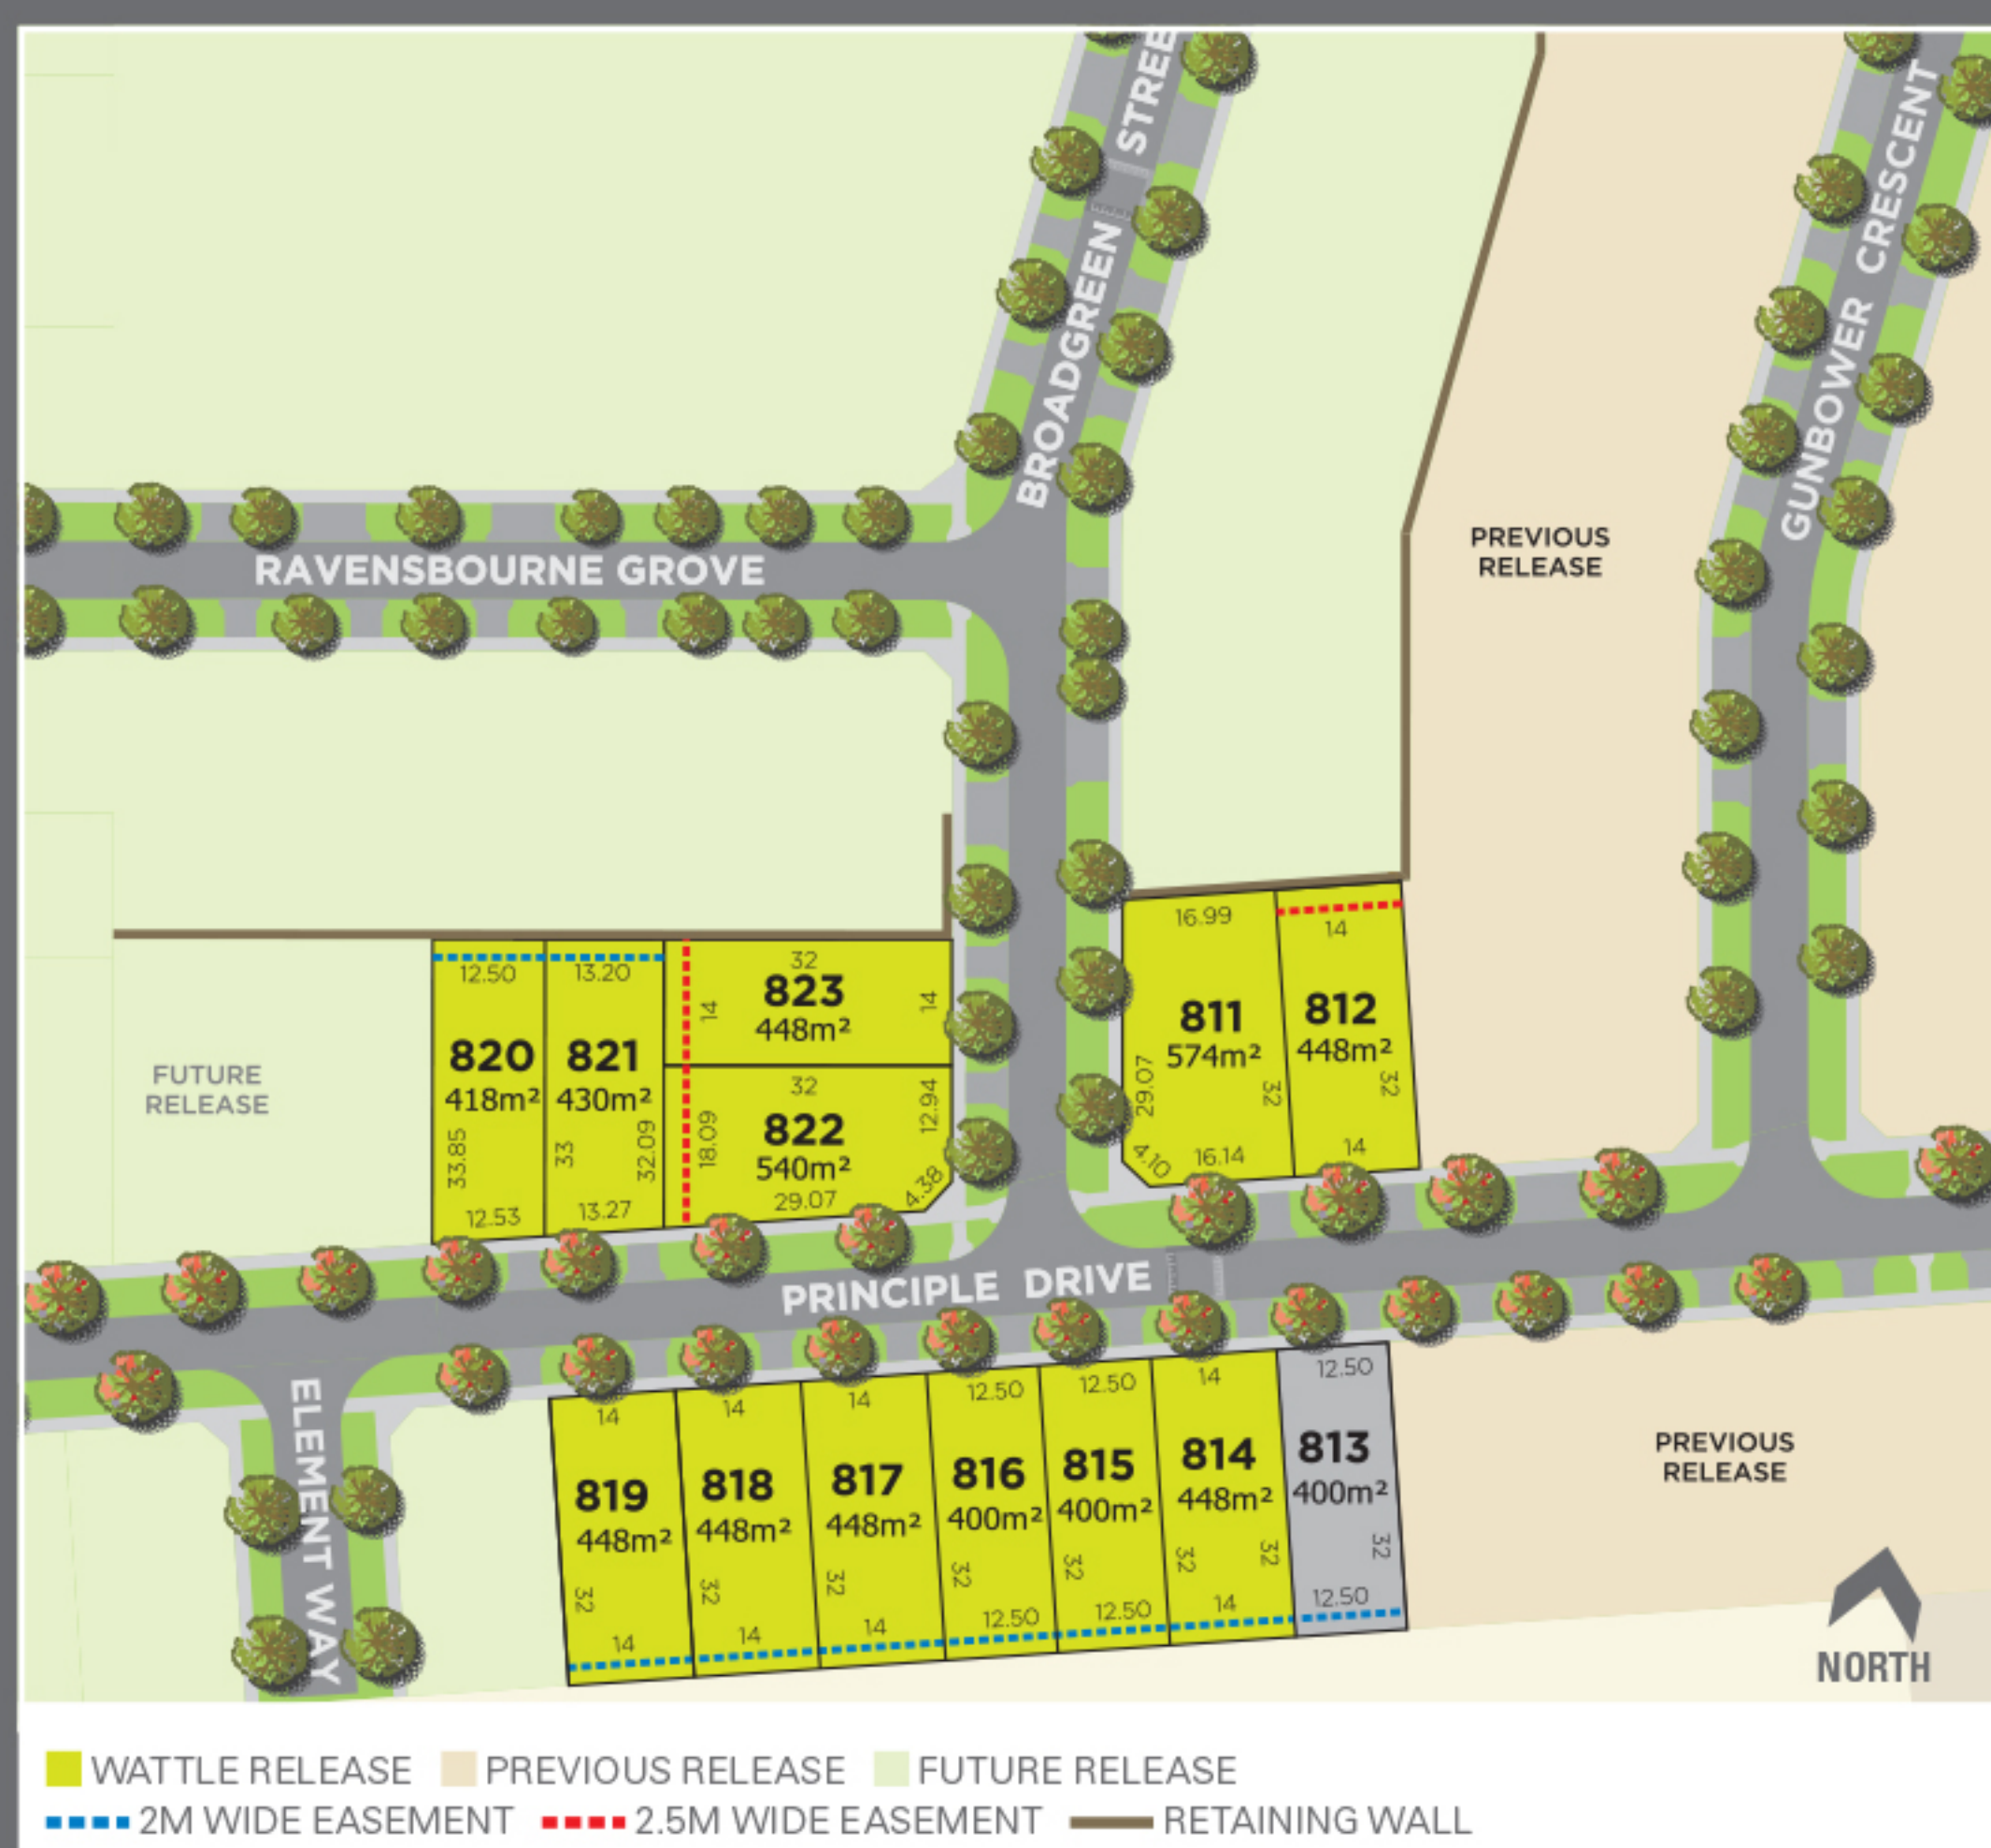 BROADGREEN STREE
GUNBOWER CRESCENT
RAVENSBOURNE GROVE
PREVIOUS
RELEASE
16.99
14
811
574m²
29.07
32
4.10
16.14
812
448m²
32
14
FUTURE
RELEASE
12.50
820
418m²
33.85
12.53
13.20
821
430m²
33
32.09
13.27
32
823
448m²
14
14
32
822
540m²
18.09
12.94
29.07
4.38
PRINCIPLE DRIVE
ELEMENT WAY
14
819
448m²
32
14
14
818
448m²
32
14
14
817
448m²
32
14
12.50
816
400m²
32
12.50
12.50
815
400m²
32
12.50
14
814
448m²
32
32
14
12.50
813
400m²
32
12.50
PREVIOUS
RELEASE
NORTH
WATTLE RELEASE PREVIOUS RELEASE FUTURE RELEASE
2M WIDE EASEMENT 2.5M WIDE EASEMENT RETAINING WALL